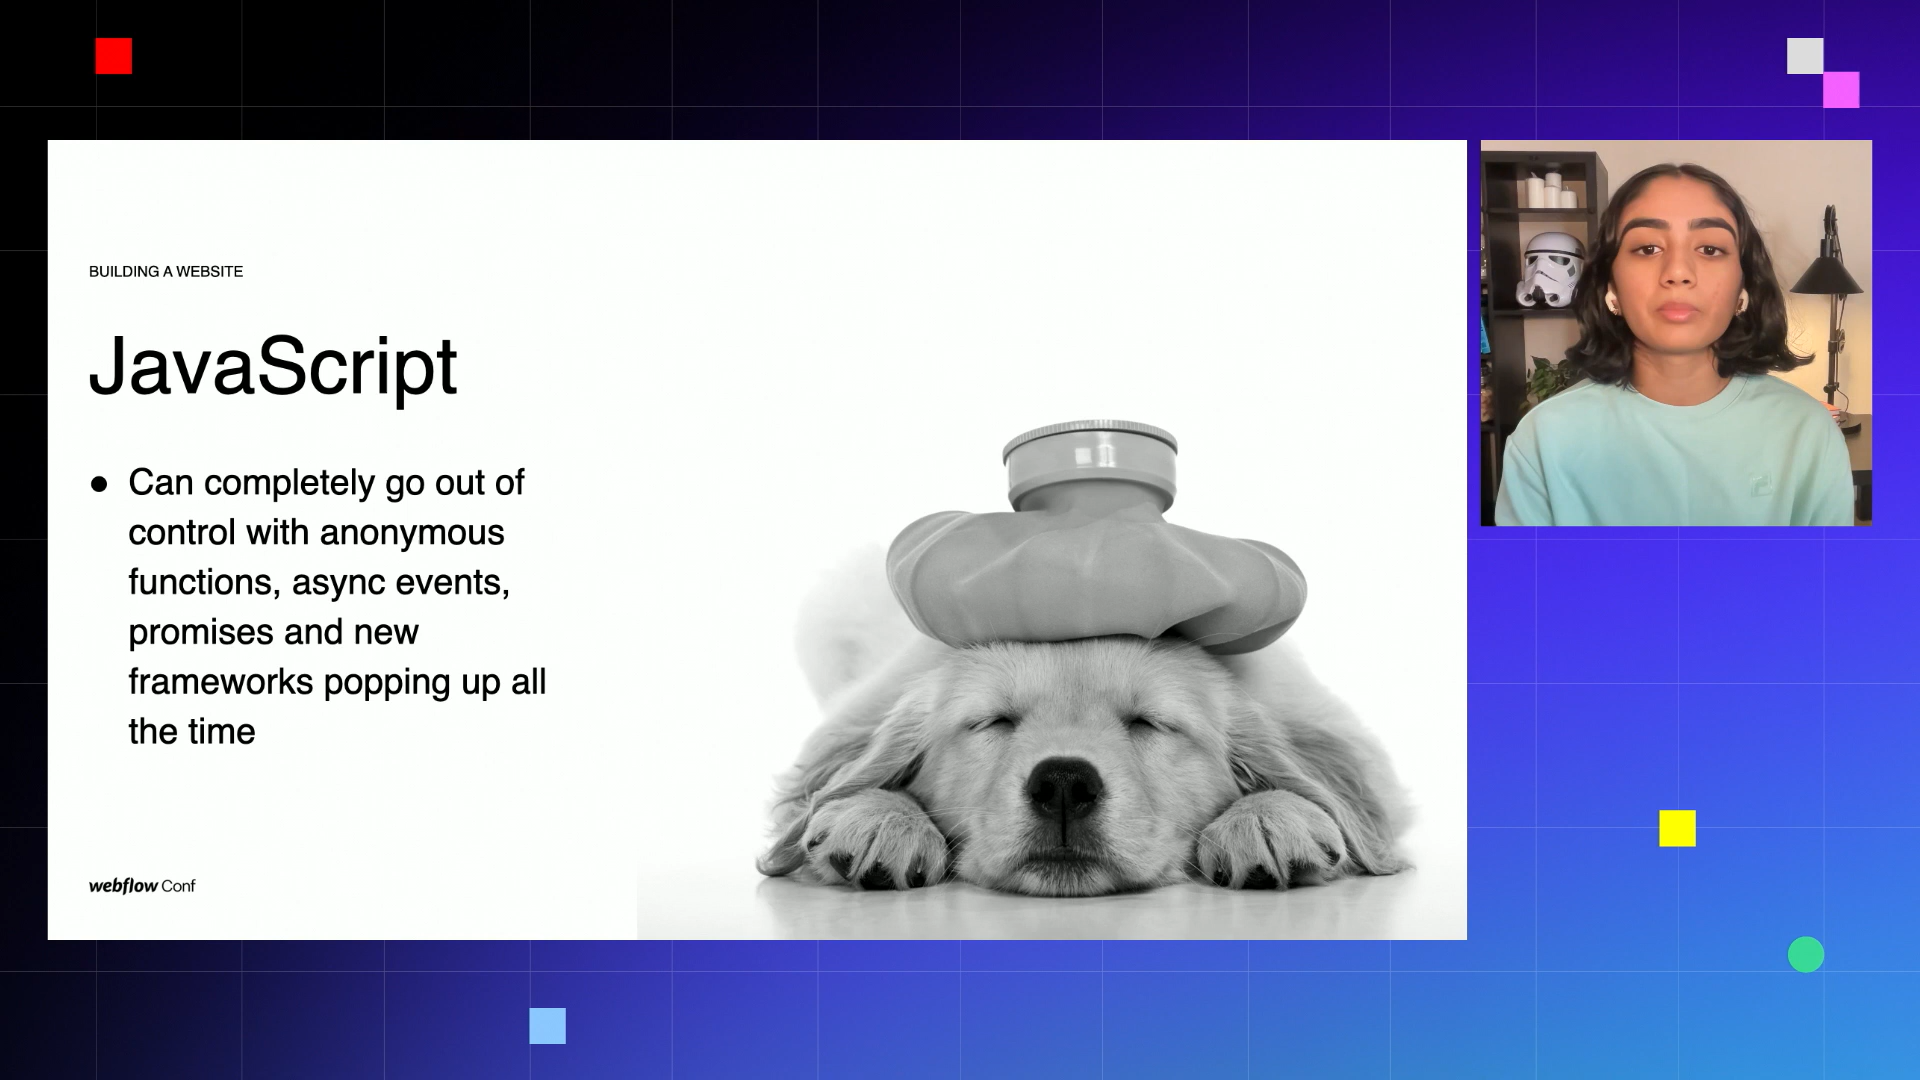 BUILDING A WEBSITE
JavaScript
● Can completely go out of
control with anonymous
functions, async events,
promises and new
frameworks popping up all
the time
webflow Conf